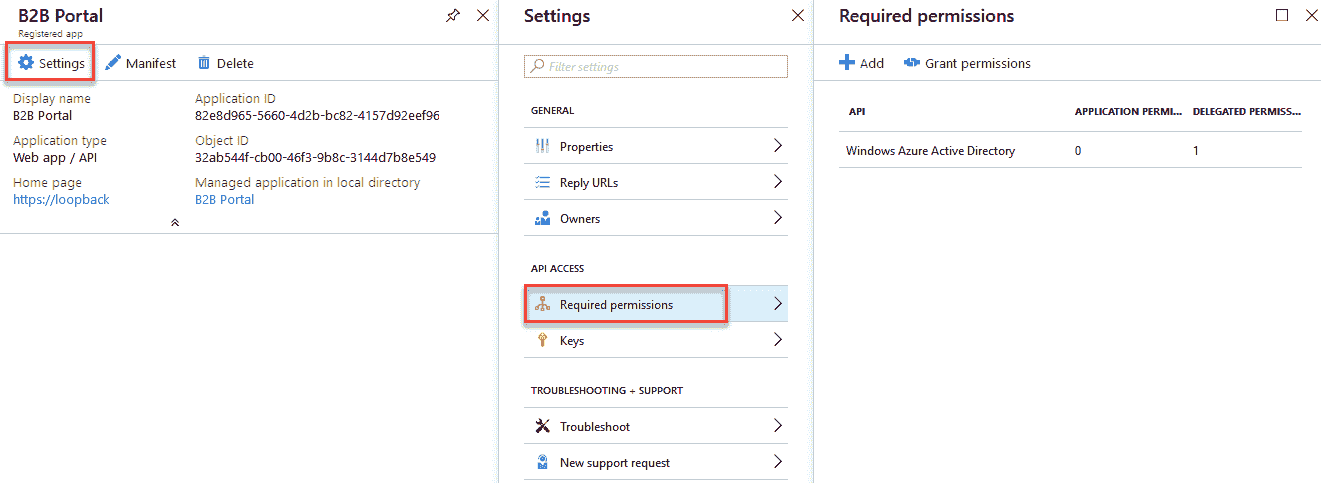 B2B Portal
Registered app
Settings Manifest Delete
Display name Application ID
B2B Portal 82e8d965-5660-4d2b-bc82-4157d92eef96
Application type Object ID
Web app / API 32ab544f-cb00-46f3-9b8c-3144d7b8e549
Home page Managed application in local directory
https://loopback B2B Portal
Settings
Filter settings
GENERAL
Properties
Reply URLs
Owners
API ACCESS
Required permissions
Keys
TROUBLESHOOTING + SUPPORT
Troubleshoot
New support request
Required permissions
Add Grant permissions
API APPLICATION PERMI... DELEGATED PERMISS...
Windows Azure Active Directory 0 1